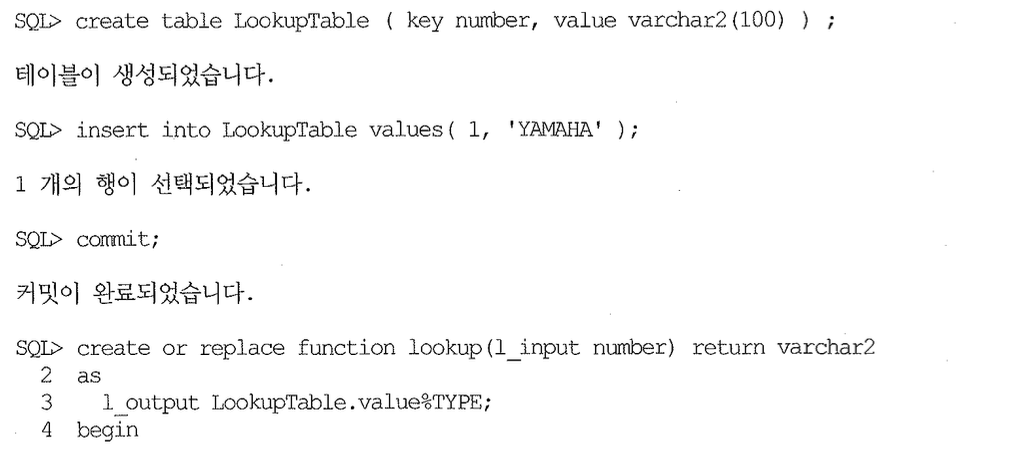 SQL> create table LookupTable ( key number, value varchar2(100) ) ;
테이블이 생성되었습니다.
SQL> insert into LookupTable values( 1, 'YAMAHA' );
1 개의 행이 선택되었습니다.
SQL> commit;
커밋이 완료되었습니다.
SQL> create or replace function lookup(l_input number) return varchar2
2 as
3 l_output LookupTable.value%TYPE;
4 begin